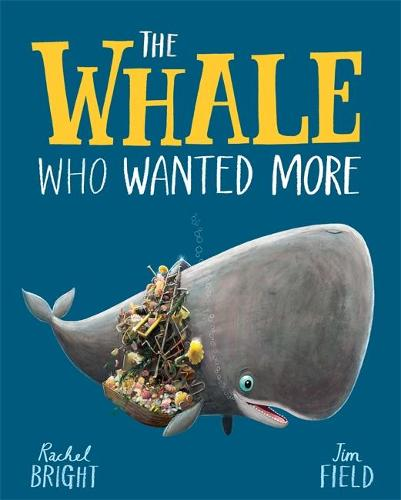 THE
WHALE
WHO WANTED MORE
Rachel
BRIGHT
Jim
FIELD